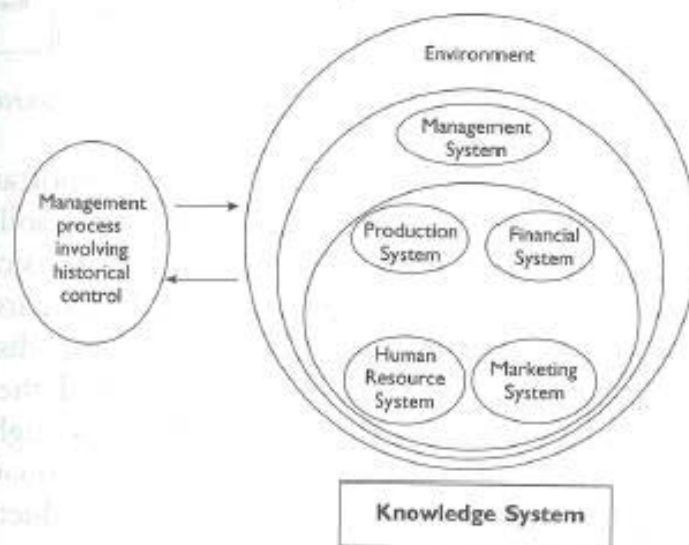 Environment
Management
System
Management
process
involving
historical
control
Production
System
Financial
System
Human
Resource
System
Marketing
System
Knowledge System